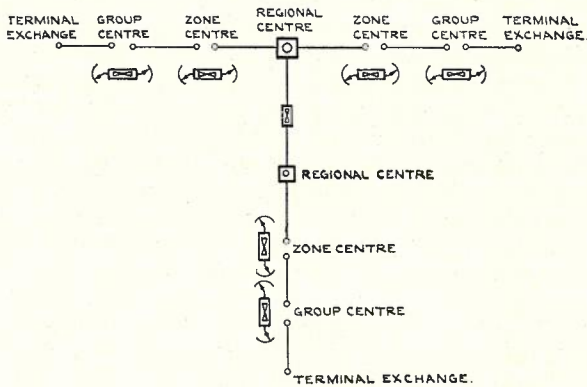 TERMINAL EXCHANGE
GROUP CENTRE
ZONE CENTRE
REGIONAL CENTRE
ZONE CENTRE
GROUP CENTRE
TERMINAL EXCHANGE.
REGIONAL CENTRE
ZONE CENTRE
GROUP CENTRE
TERMINAL EXCHANGE.